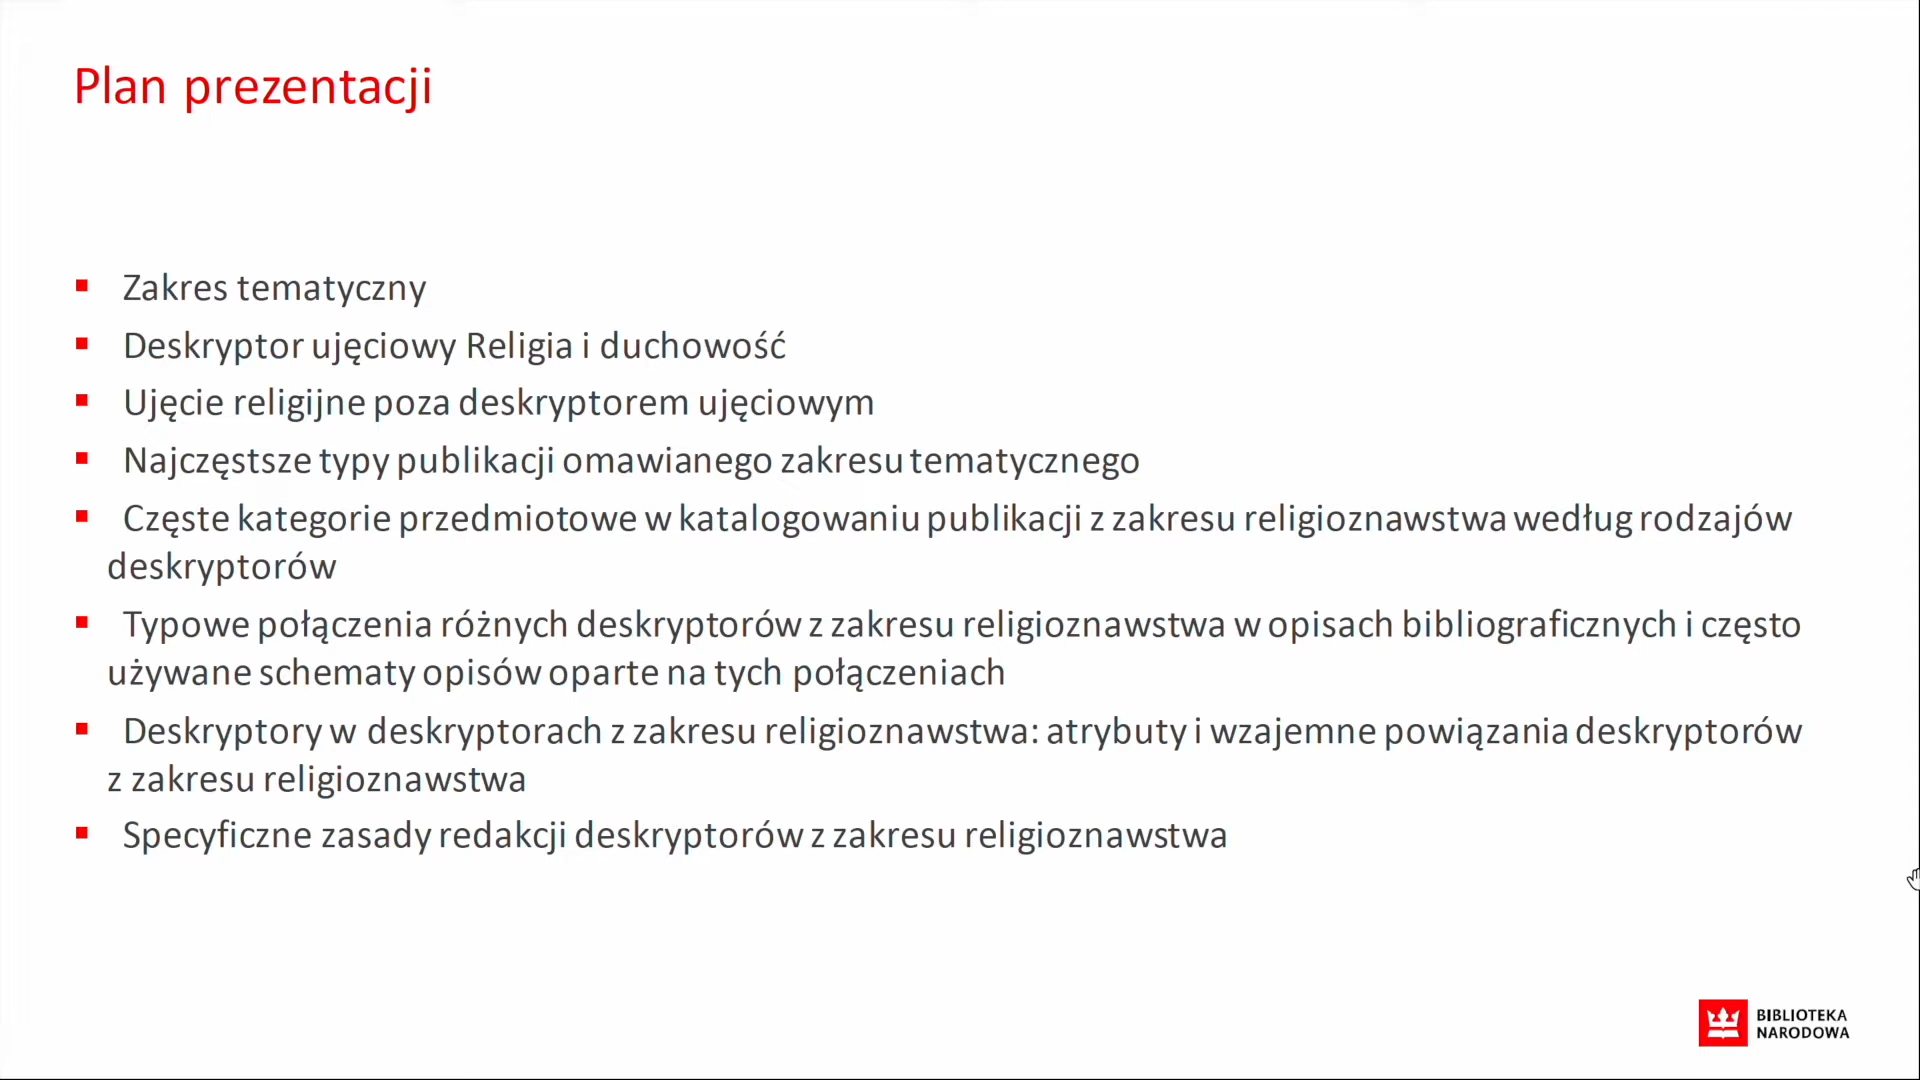 Plan prezentacji
Zakres tematyczny
Deskryptor ujęciowy Religia i duchowość
Ujęcie religijne poza deskryptorem ujęciowym
Najczęstsze typy publikacji omawianego zakresu tematycznego
Częste kategorie przedmiotowe w katalogowaniu publikacji z zakresu religioznawstwa według rodzajów
deskryptorów
Typowe połączenia różnych deskryptorów z zakresu religioznawstwa w opisach bibliograficznych i często
używane schematy opisów oparte na tych połączeniach
Deskryptory w deskryptorach z zakresu religioznawstwa: atrybuty i wzajemne powiązania deskryptorów
z zakresu religioznawstwa
Specyficzne zasady redakcji deskryptorów z zakresu religioznawstwa
BIBLIOTEKA
NARODOWA